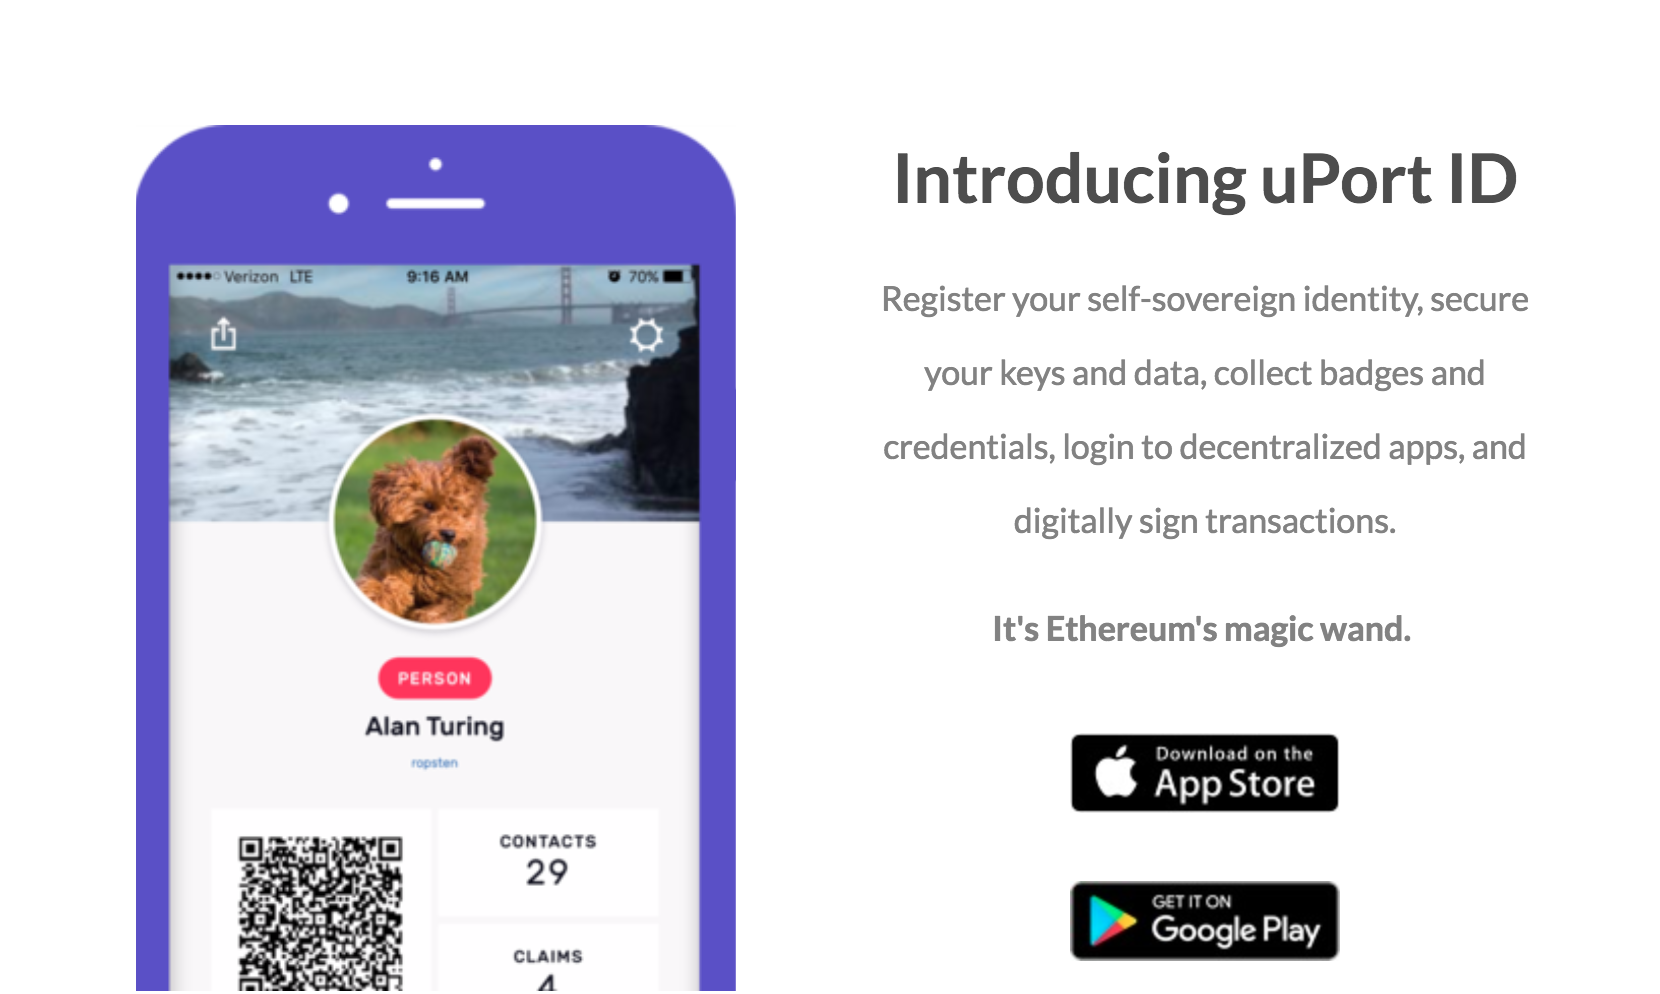 Verizon LTE 9:16 AM 70%
PERSON
Alan Turing
ropsten
CONTACTS
29
CLAIMS
4
Introducing uPort ID
Register your self-sovereign identity, secure
your keys and data, collect badges and
credentials, login to decentralized apps, and
digitally sign transactions.
It's Ethereum's magic wand.
Download on the
App Store
GET IT ON
Google Play